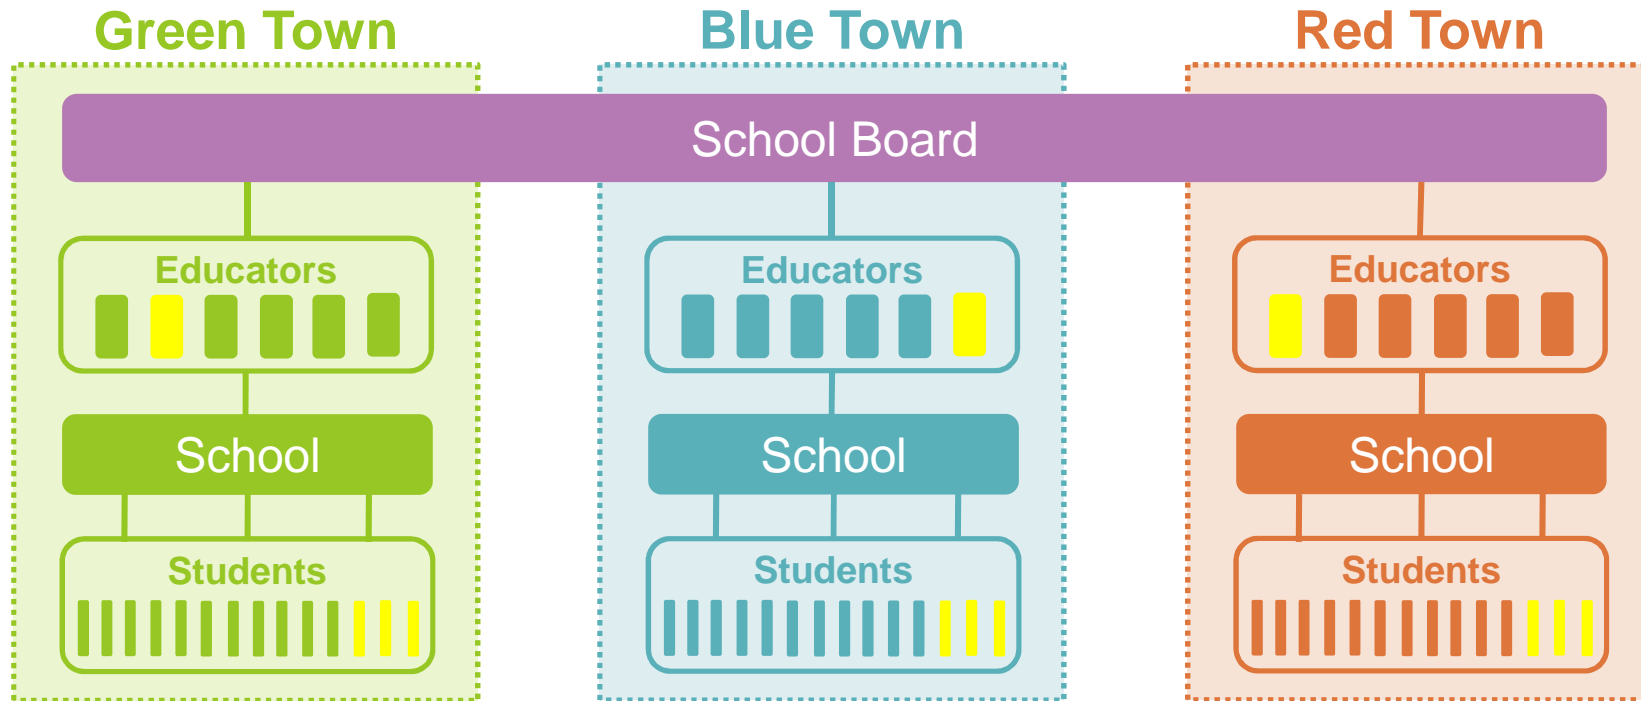 Green Town
Blue Town
Red Town
School Board
Educators
Educators
Educators
School
School
School
Students
Students
Students